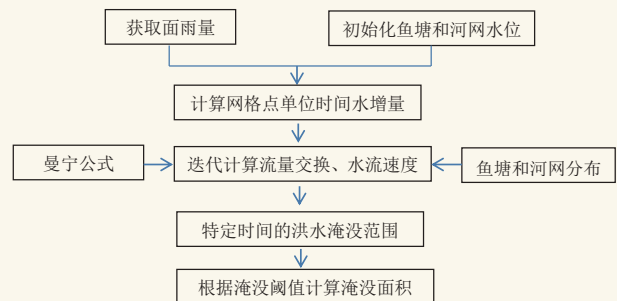 获取面雨量
初始化鱼塘和河网水位
计算网格点单位时间水增量
曼宁公式
迭代计算流量交换、水流速度
鱼塘和河网分布
特定时间的洪水淹没范围
根据淹没阈值计算淹没面积